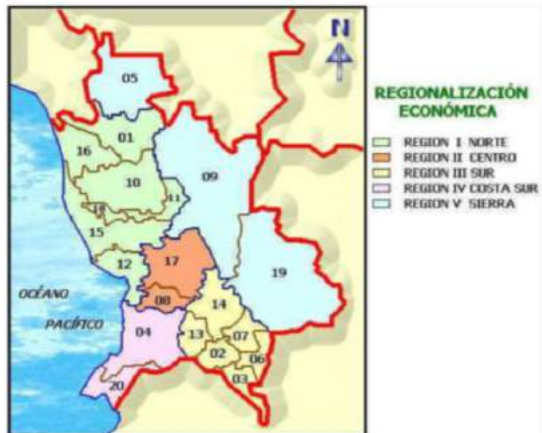 N
05
01
16
10
09
11
18
15
12
17
19
OCÉANO
08
14
PACÍFICO
04
13
07
02
06
20
03
REGIONALIZACIÓN
ECONÓMICA
REGION I NORTE
REGION II CENTRO
REGION III SUR
REGION IV COSTA SUR
REGION V SIERRA